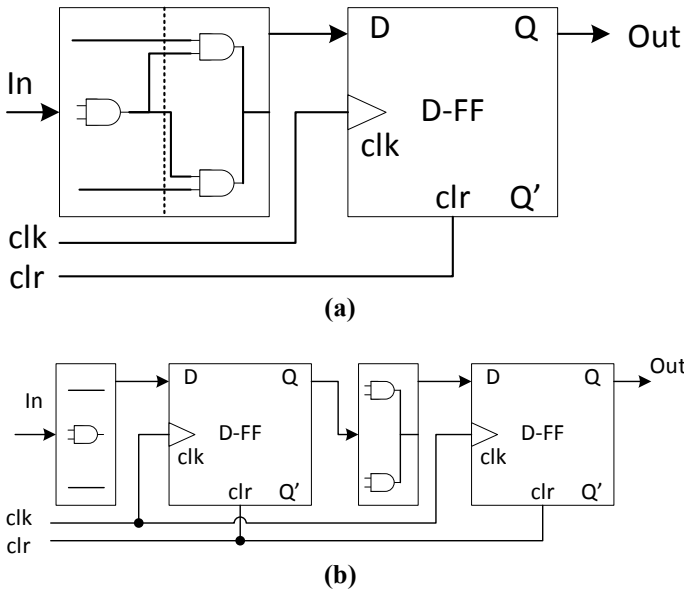 In
D
Q
Out
D-FF
clk
clr
Q'
clk
clr
(a)
In
D
Q
D-FF
clk
clr
Q'
D
Q
Out
D-FF
clk
clr
Q'
clk
clr
(b)